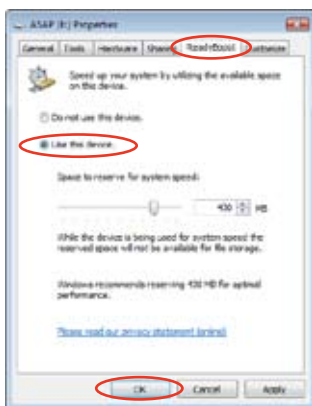 ASAP (I:) Properties
General Tools Hardware Sharing ReadyBoost Customize
Speed up your system by utilizing the available space
on this device.
Do not use this device.
Use this device.
Space to reserve for system speed:
430 MB
While the device is being used for system speed the
reserved space will not be available for file storage.
Windows recommends reserving 430 MB for optimal
performance.
Please read our privacy statement (online)
OK Cancel Apply